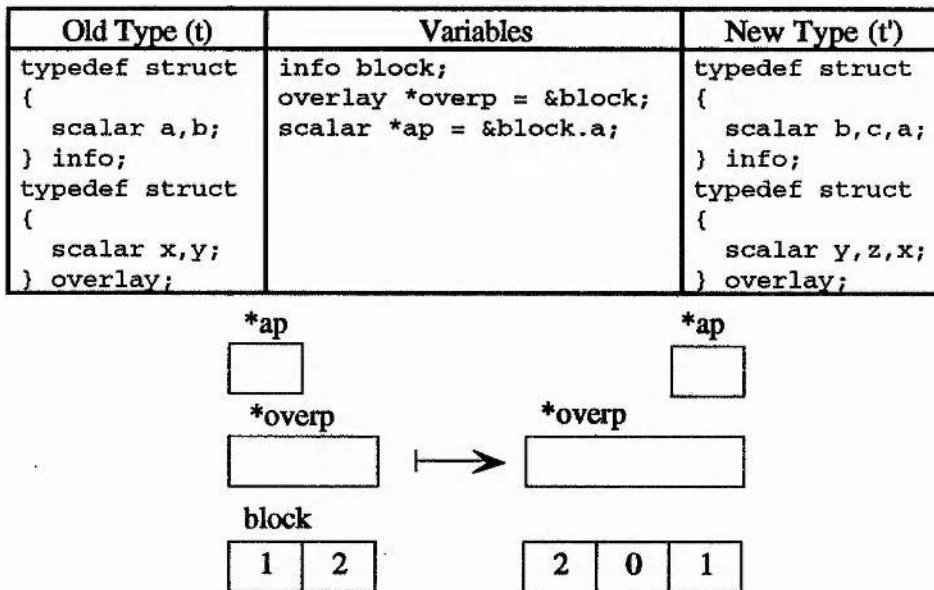 Old Type (t) Variables New Type (t')
typedef struct info block; typedef struct
{ overlay *overp = &block; {
scalar a,b; scalar *ap = &block.a; scalar b,c,a;
} info; } info;
typedef struct typedef struct
{ {
scalar x,y; scalar y,z,x;
} overlay; } overlay;
*ap *ap
*overp *overp
block
1 2 2 0 1